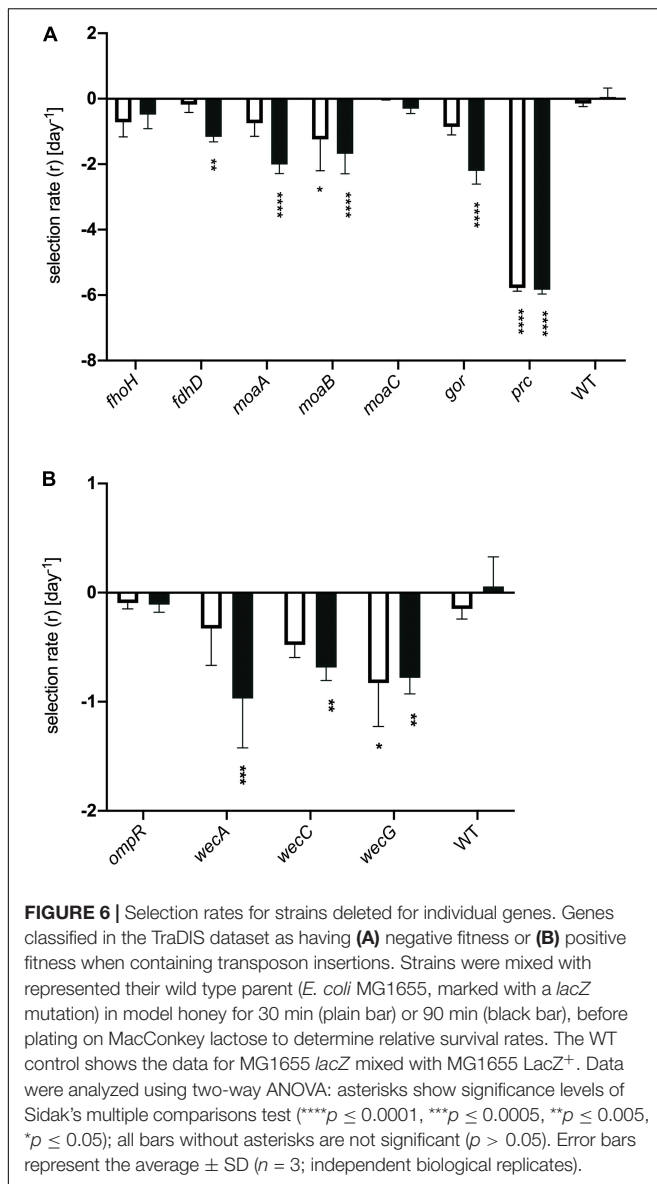 A
2
0
-2
-4
-6
-8
selection rate (r) [day-1]
**
****
*
****
****
****
****
fhoH
fdhD
moaA
moaB
moaC
gor
prc
WT
B
1
0
-1
-2
selection rate (r) [day-1]
***
**
*
**
ompR
wecA
wecC
wecG
WT
FIGURE 6 | Selection rates for strains deleted for individual genes. Genes
classified in the TraDIS dataset as having (A) negative fitness or (B) positive
fitness when containing transposon insertions. Strains were mixed with
represented their wild type parent (E. coli MG1655, marked with a lacZ
mutation) in model honey for 30 min (plain bar) or 90 min (black bar), before
plating on MacConkey lactose to determine relative survival rates. The WT
control shows the data for MG1655 lacZ mixed with MG1655 LacZ+. Data
were analyzed using two-way ANOVA: asterisks show significance levels of
Sidak's multiple comparisons test (****p ≤ 0.0001, ***p ≤ 0.0005, **p ≤ 0.005,
*p ≤ 0.05); all bars without asterisks are not significant (p > 0.05). Error bars
represent the average ± SD (n = 3; independent biological replicates).